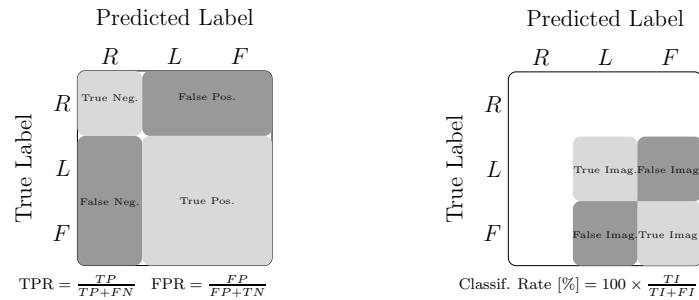 Predicted Label
R L F
True Label
R
L
F
True Neg.
False Pos.
False Neg.
True Pos.
TPR = TP/TP+FN FPR = FP/FP+TN
Predicted Label
R L F
True Label
R
L
F
True Imag.
False Imag.
False Imag.
True Imag.
Classif. Rate [%] = 100 × TI/TI+FI